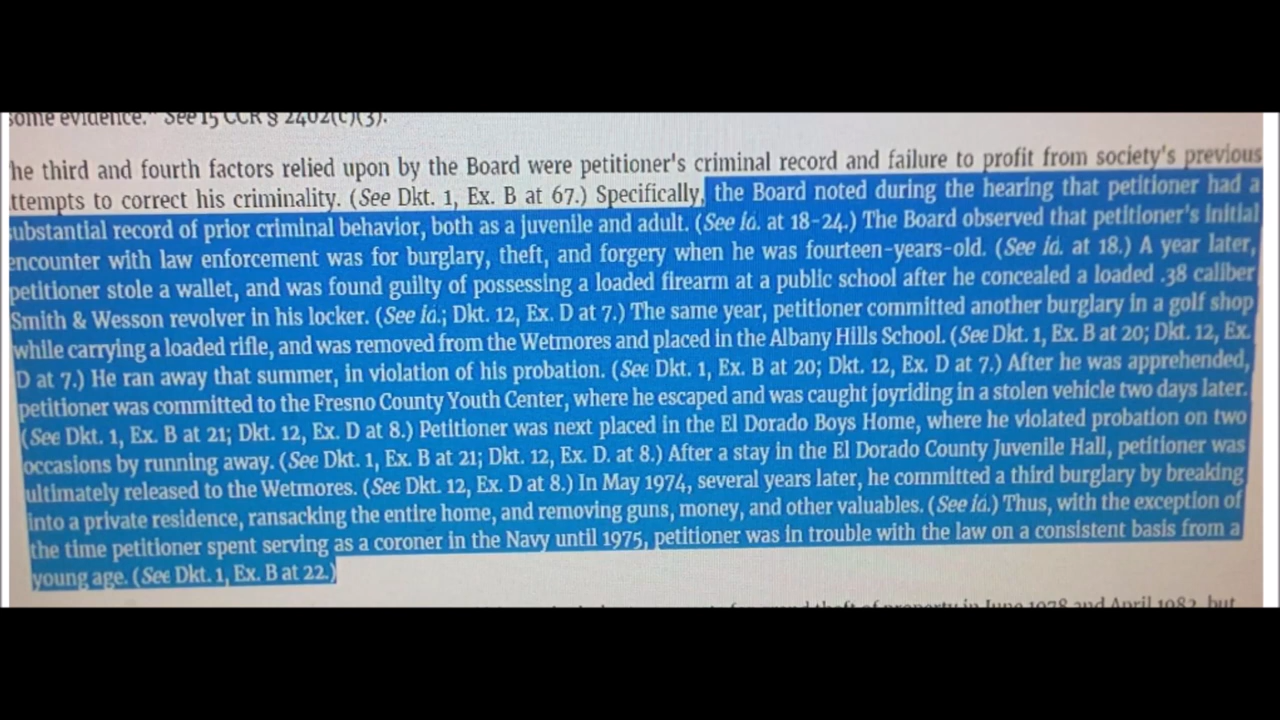 some evidence." See 15 CCR § 2402(c)(3).
he third and fourth factors relied upon by the Board were petitioner's criminal record and failure to profit from society's previous
ttempts to correct his criminality. (See Dkt. 1, Ex. B at 67.) Specifically, the Board noted during the hearing that petitioner had a
ubstantial record of prior criminal behavior, both as a juvenile and adult. (See id. at 18-24.) The Board observed that petitioner's initial
encounter with law enforcement was for burglary, theft, and forgery when he was fourteen-years-old. (See id. at 18.) A year later,
petitioner stole a wallet, and was found guilty of possessing a loaded firearm at a public school after he concealed a loaded .38 caliber
Smith & Wesson revolver in his locker. (See id.; Dkt. 12, Ex. D at 7.) The same year, petitioner committed another burglary in a golf shop
while carrying a loaded rifle, and was removed from the Wetmores and placed in the Albany Hills School. (See Dkt. 1, Ex. B at 20; Dkt. 12, Ex.
D at 7.) He ran away that summer, in violation of his probation. (See Dkt. 1, Ex. B at 20; Dkt. 12, Ex. D at 7.) After he was apprehended,
petitioner was committed to the Fresno County Youth Center, where he escaped and was caught joyriding in a stolen vehicle two days later.
(See Dkt. 1, Ex. B at 21; Dkt. 12, Ex. D at 8.) Petitioner was next placed in the El Dorado Boys Home, where he violated probation on two
occasions by running away. (See Dkt. 1, Ex. B at 21; Dkt. 12, Ex. D. at 8.) After a stay in the El Dorado County Juvenile Hall, petitioner was
ultimately released to the Wetmores. (See Dkt. 12, Ex. D at 8.) In May 1974, several years later, he committed a third burglary by breaking
into a private residence, ransacking the entire home, and removing guns, money, and other valuables. (See id.) Thus, with the exception of
the time petitioner spent serving as a coroner in the Navy until 1975, petitioner was in trouble with the law on a consistent basis from a
young age. (See Dkt. 1, Ex. B at 22.)
theft of property in June 1978 and April 1982, but